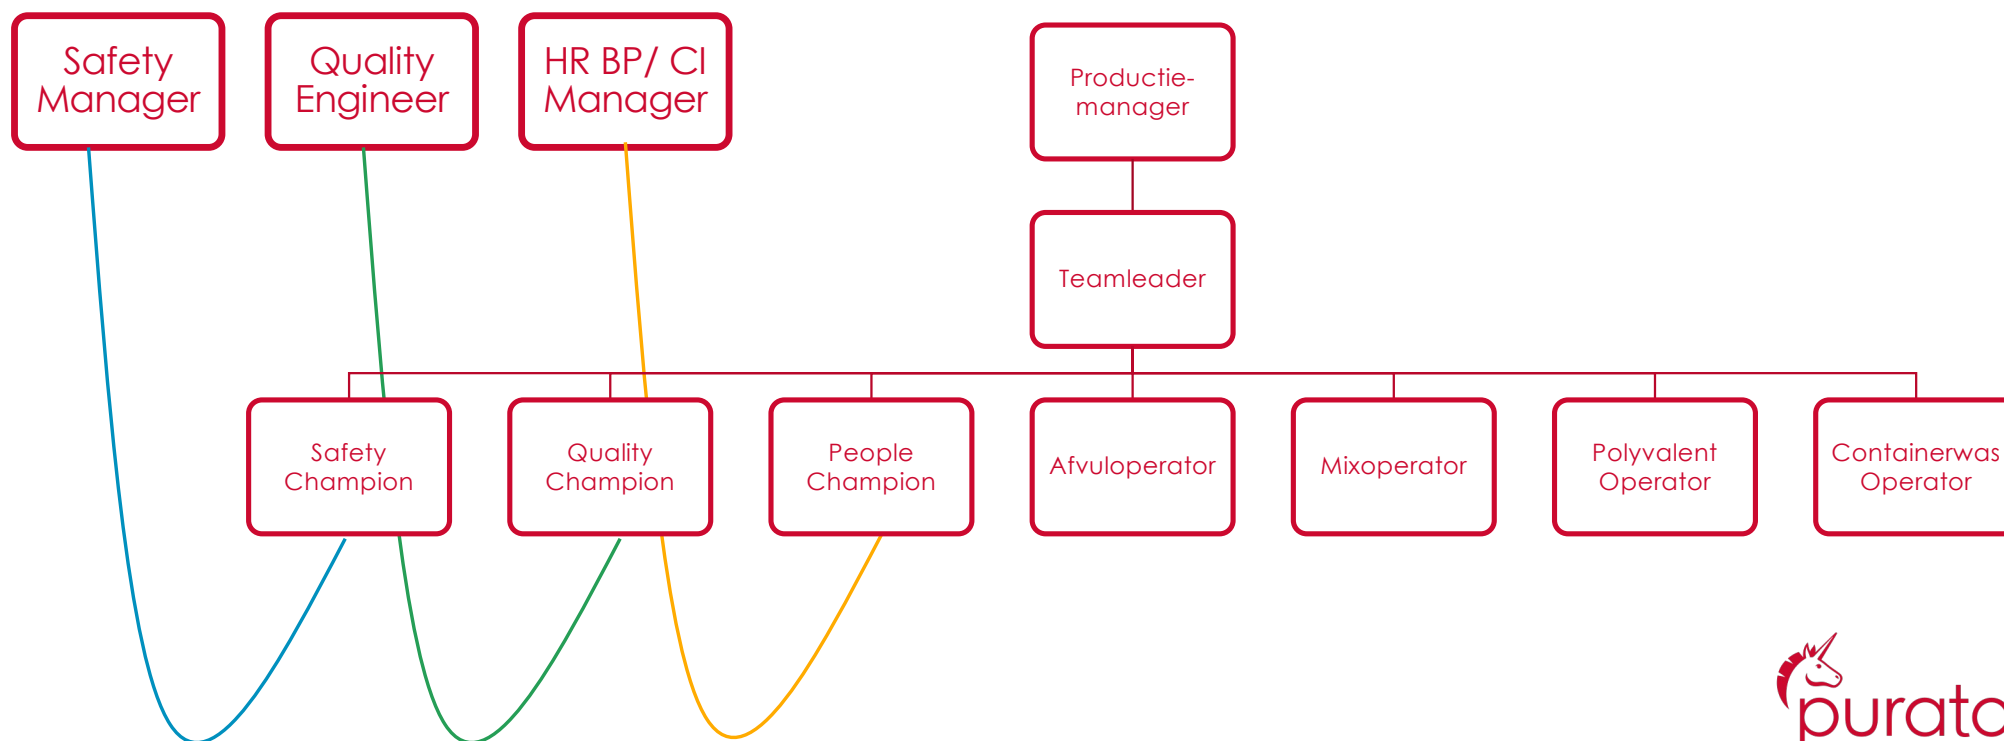 Safety
Manager
Quality
Engineer
HR BP/ CI
Manager
Productie-
manager
Teamleader
Safety
Champion
Quality
Champion
People
Champion
Afvuloperator
Mixoperator
Polyvalent
Operator
Containerwas
Operator